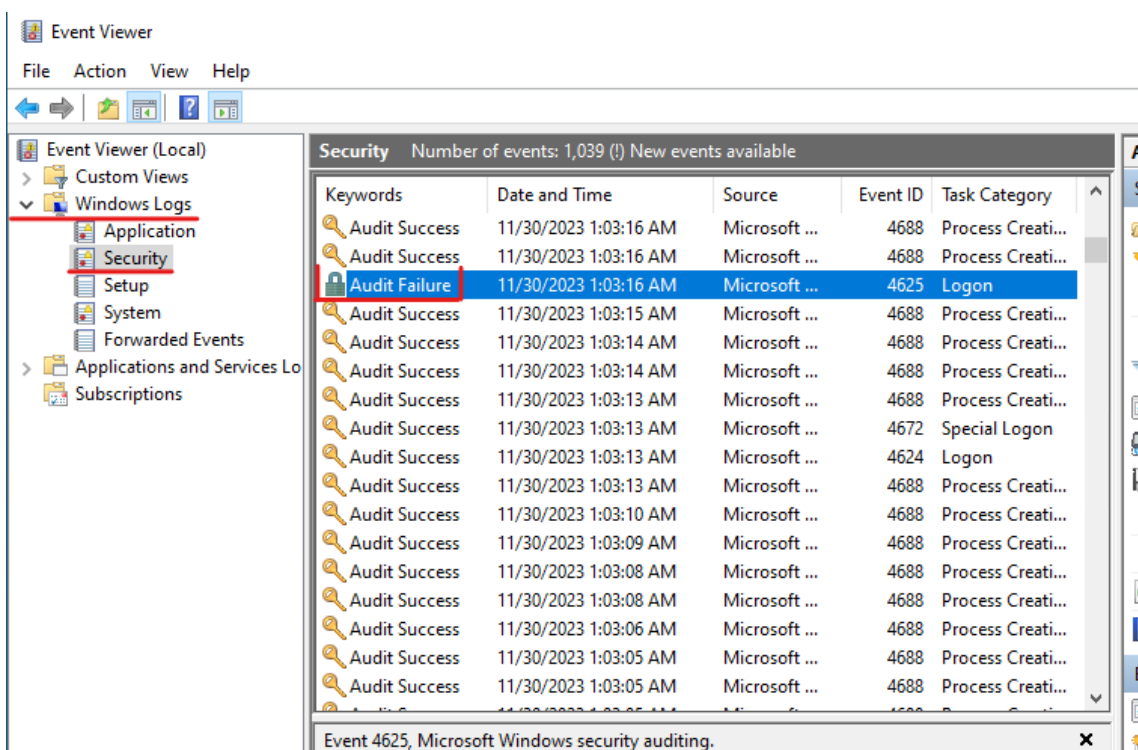 Event Viewer
File Action View Help
Event Viewer (Local)
Custom Views
Windows Logs
Application
Security
Setup
System
Forwarded Events
Applications and Services Lo
Subscriptions
Security Number of events: 1,039 (!) New events available
Keywords Date and Time Source Event ID Task Category
Audit Success 11/30/2023 1:03:16 AM Microsoft ... 4688 Process Creati...
Audit Success 11/30/2023 1:03:16 AM Microsoft ... 4688 Process Creati...
Audit Failure 11/30/2023 1:03:16 AM Microsoft ... 4625 Logon
Audit Success 11/30/2023 1:03:15 AM Microsoft ... 4688 Process Creati...
Audit Success 11/30/2023 1:03:14 AM Microsoft ... 4688 Process Creati...
Audit Success 11/30/2023 1:03:14 AM Microsoft ... 4688 Process Creati...
Audit Success 11/30/2023 1:03:13 AM Microsoft ... 4688 Process Creati...
Audit Success 11/30/2023 1:03:13 AM Microsoft ... 4672 Special Logon
Audit Success 11/30/2023 1:03:13 AM Microsoft ... 4624 Logon
Audit Success 11/30/2023 1:03:13 AM Microsoft ... 4688 Process Creati...
Audit Success 11/30/2023 1:03:10 AM Microsoft ... 4688 Process Creati...
Audit Success 11/30/2023 1:03:09 AM Microsoft ... 4688 Process Creati...
Audit Success 11/30/2023 1:03:08 AM Microsoft ... 4688 Process Creati...
Audit Success 11/30/2023 1:03:08 AM Microsoft ... 4688 Process Creati...
Audit Success 11/30/2023 1:03:06 AM Microsoft ... 4688 Process Creati...
Audit Success 11/30/2023 1:03:05 AM Microsoft ... 4688 Process Creati...
Audit Success 11/30/2023 1:03:05 AM Microsoft ... 4688 Process Creati...
Event 4625, Microsoft Windows security auditing.